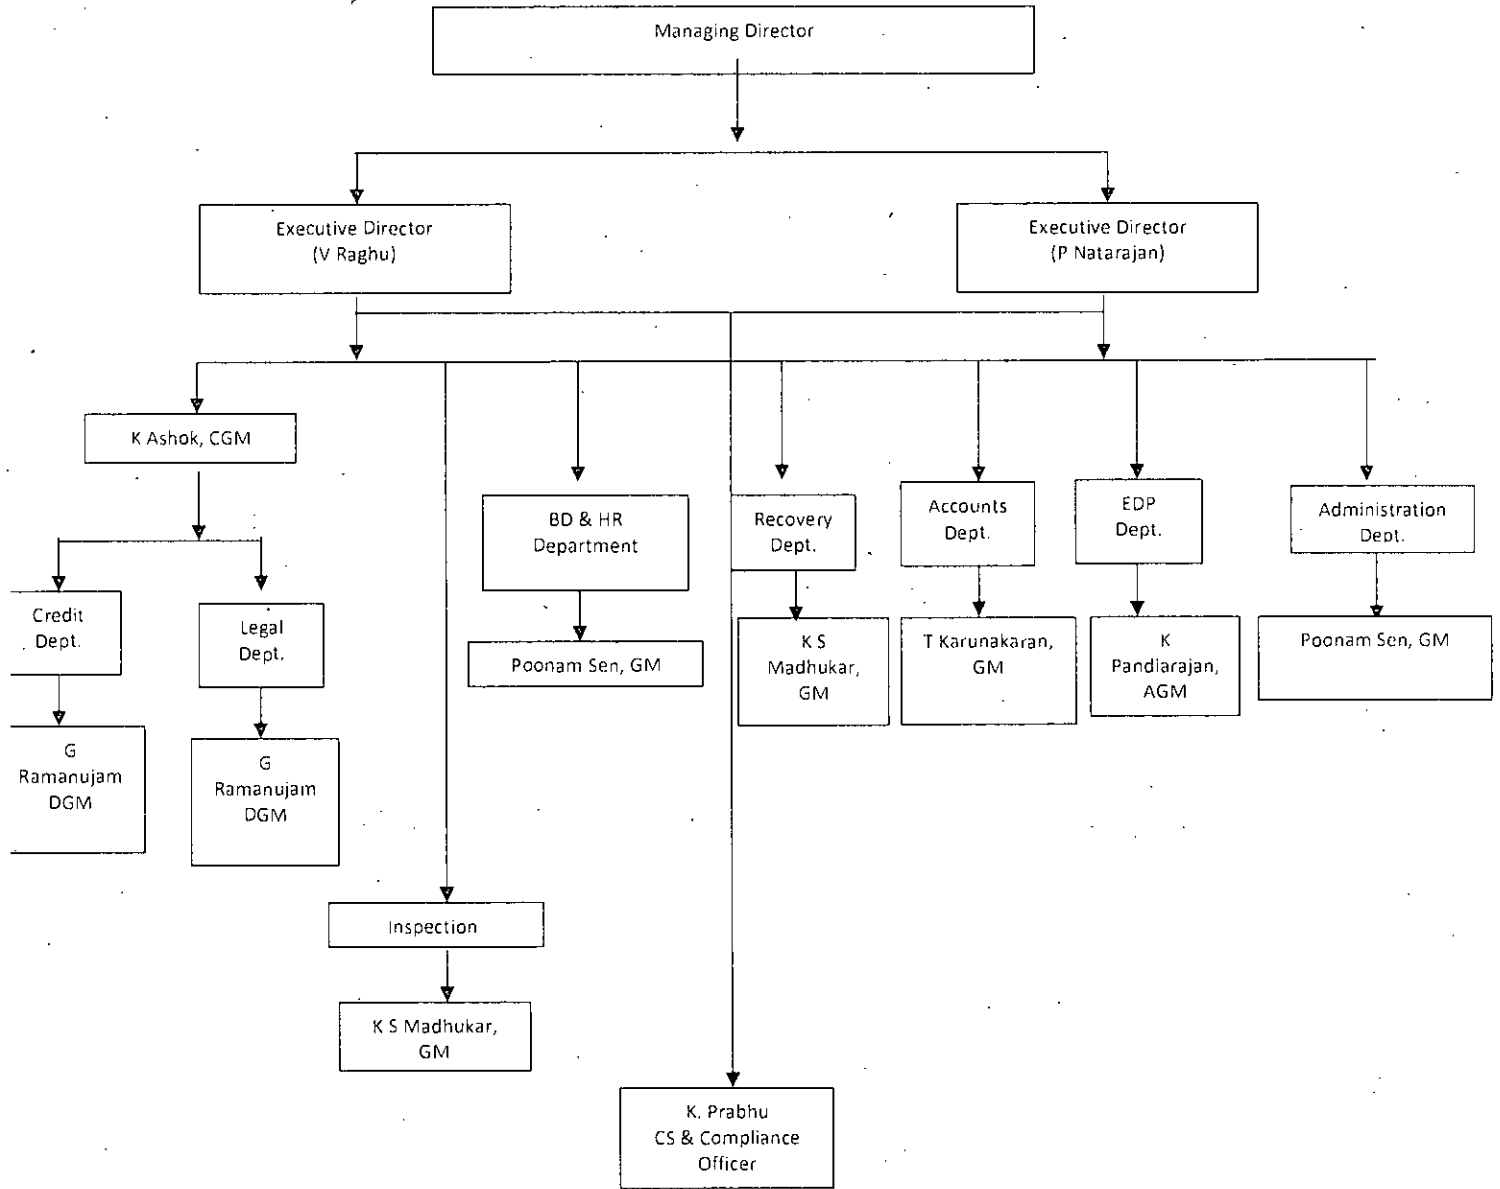 Managing Director
Executive Director
(V Raghu)
Executive Director
(P Natarajan)
K Ashok, CGM
BD & HR
Department
Recovery
Dept.
Accounts
Dept.
EDP
Dept.
Administration
Dept.
Credit
Dept.
Legal
Dept.
Poonam Sen, GM
K S
Madhukar,
GM
T Karunakaran,
GM
K
Pandiarajan,
AGM
Poonam Sen, GM
G
Ramanujam
DGM
G
Ramanujam
DGM
Inspection
K S Madhukar,
GM
K. Prabhu
CS & Compliance
Officer